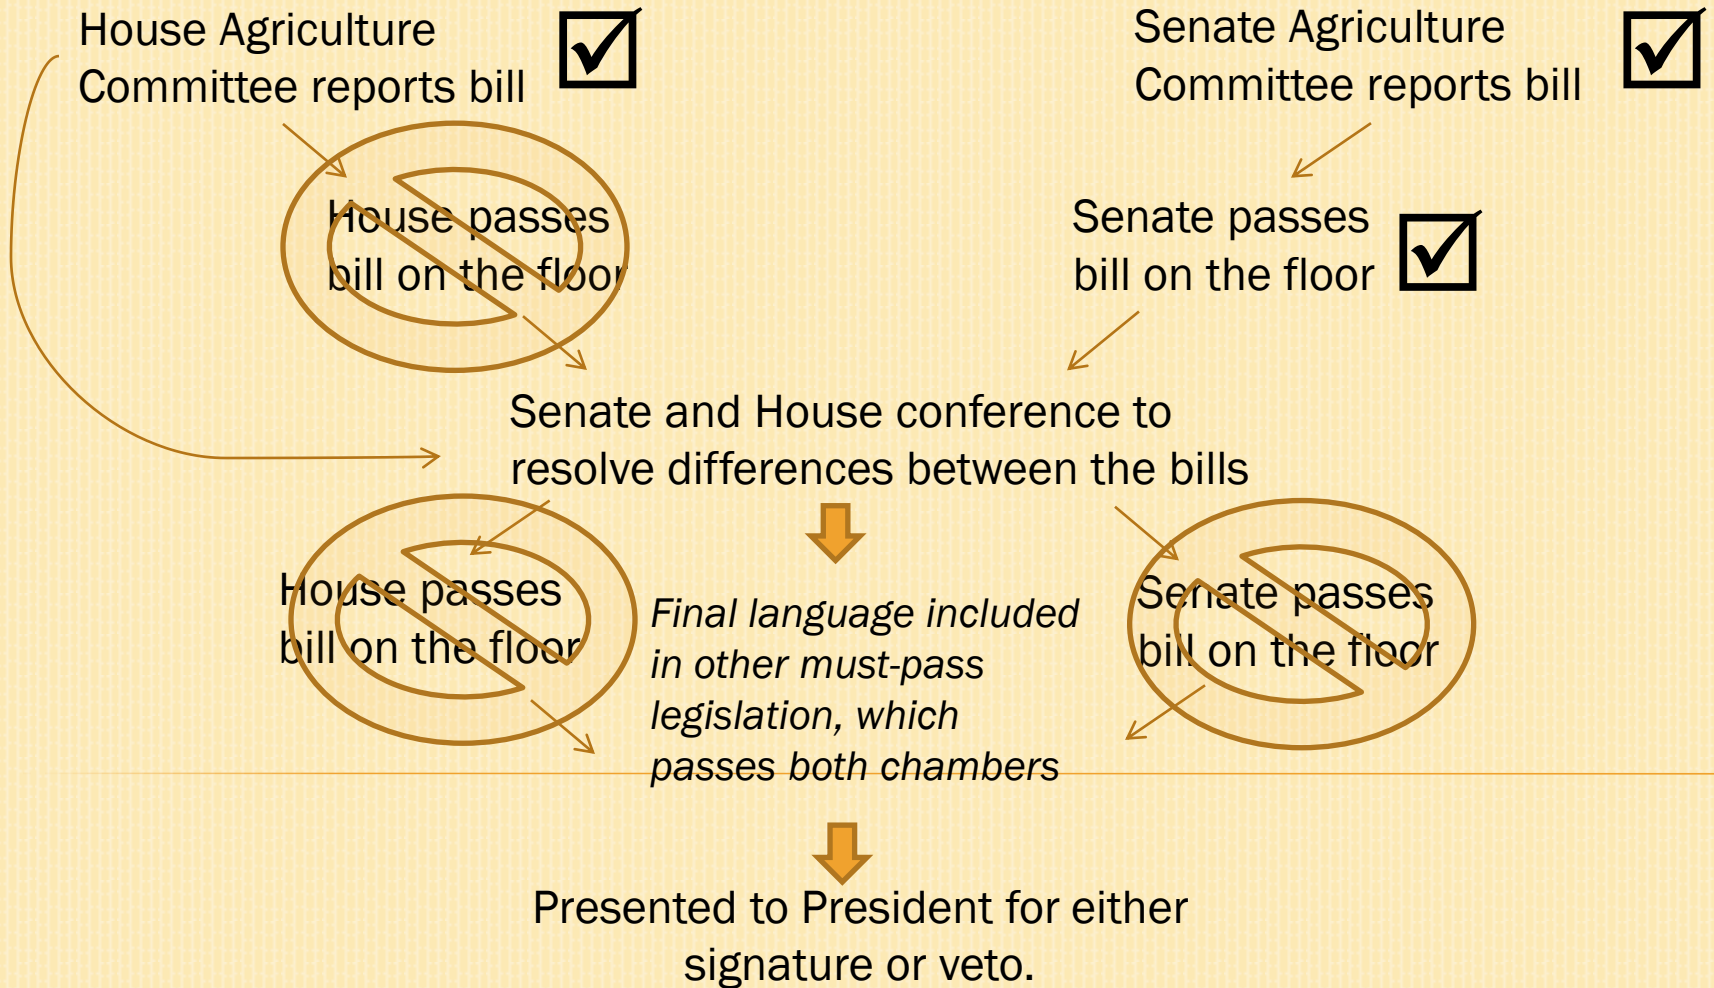 House Agriculture
Committee reports bill
Senate Agriculture
Committee reports bill
House passes
bill on the floor
Senate passes
bill on the floor
Senate and House conference to
resolve differences between the bills
House passes
bill on the floor
Final language included
in other must-pass
legislation, which
passes both chambers
Senate passes
bill on the floor
Presented to President for either
signature or veto.